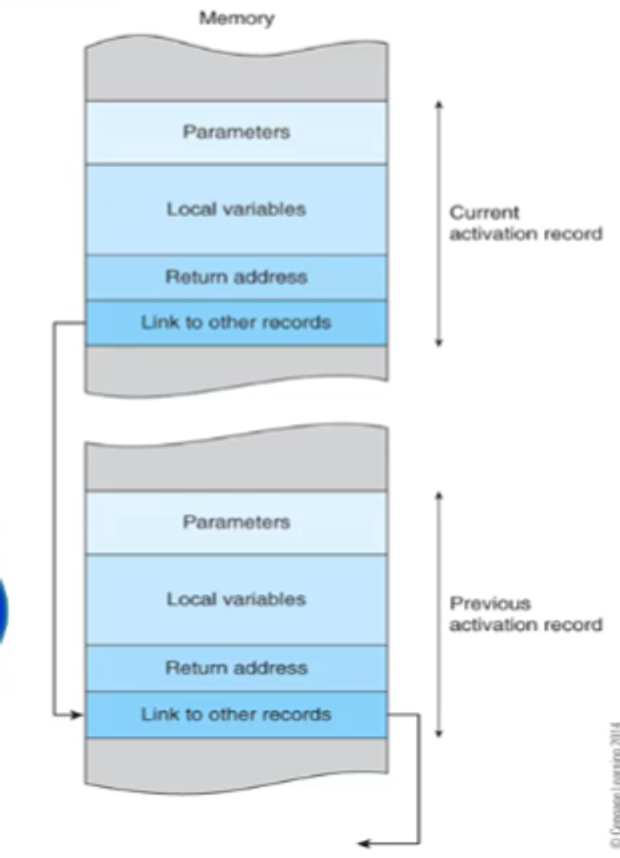 Memory
Parameters
Local variables
Return address
Link to other records
Current
activation record
Parameters
Local variables
Return address
Link to other records
Previous
activation record
© Cengage Learning 2014